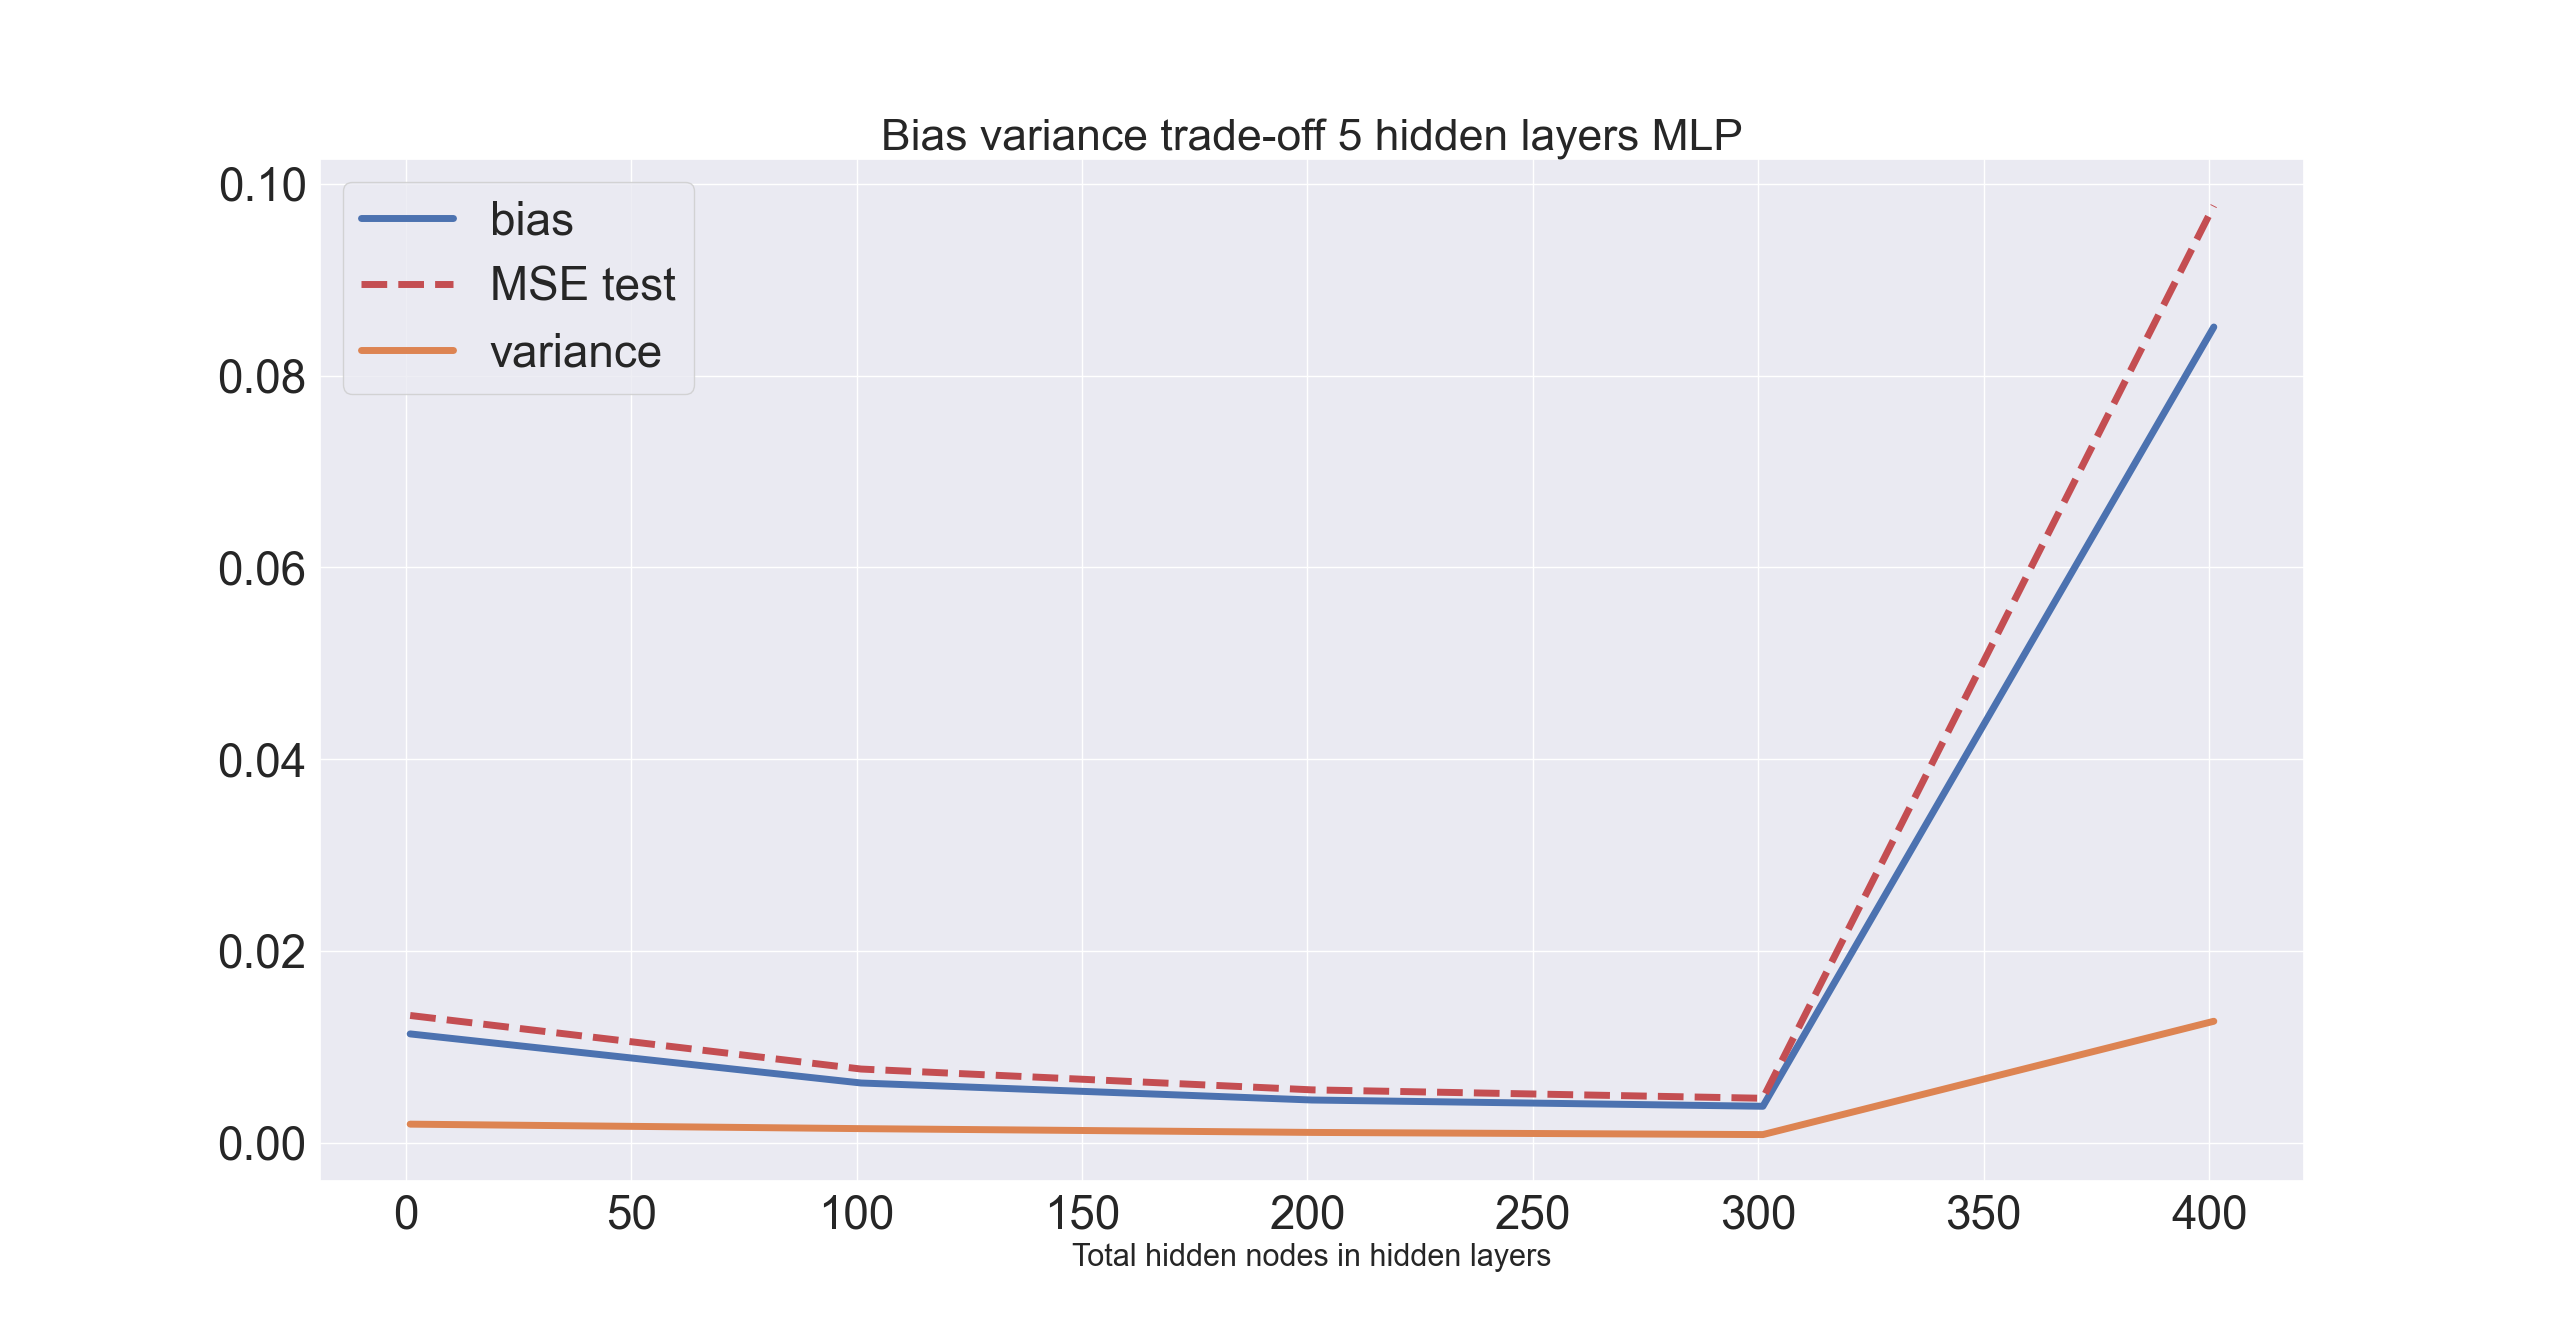 Bias variance trade-off 5 hidden layers MLP
0.10
0.08
0.06
0.04
0.02
0.00
bias
MSE test
variance
0 50 100 150 200 250 300 350 400
Total hidden nodes in hidden layers